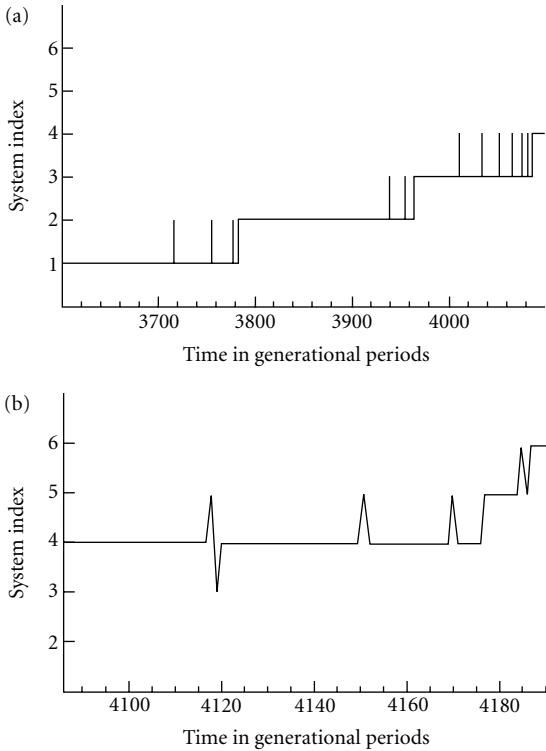 (a)
System index
6
5
4
3
2
1
3700 3800 3900 4000
Time in generational periods
(b)
System index
6
5
4
3
2
4100 4120 4140 4160 4180
Time in generational periods